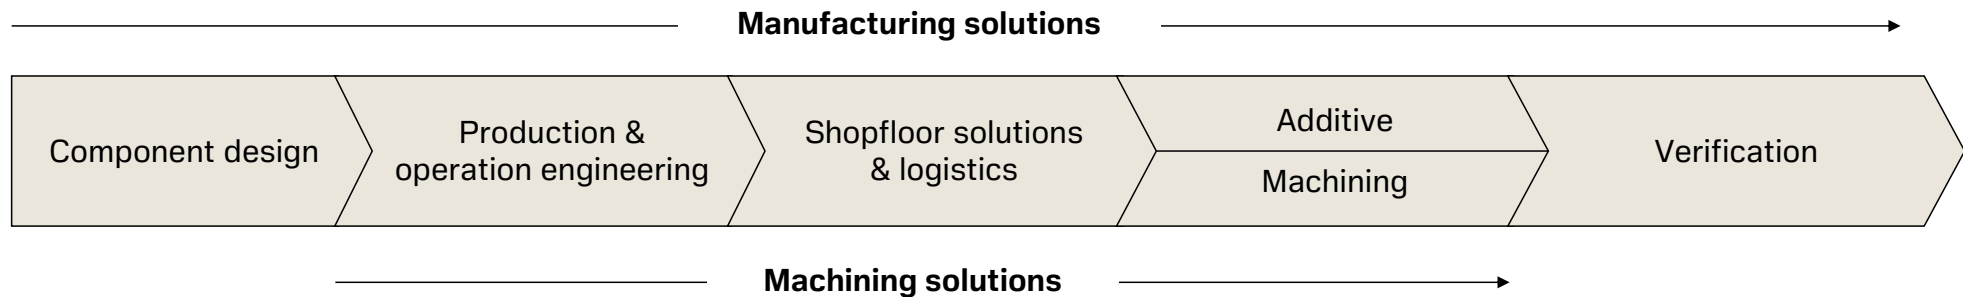 Manufacturing solutions
Component design
Production &
operation engineering
Shopfloor solutions
& logistics
Additive
Machining
Verification
Machining solutions